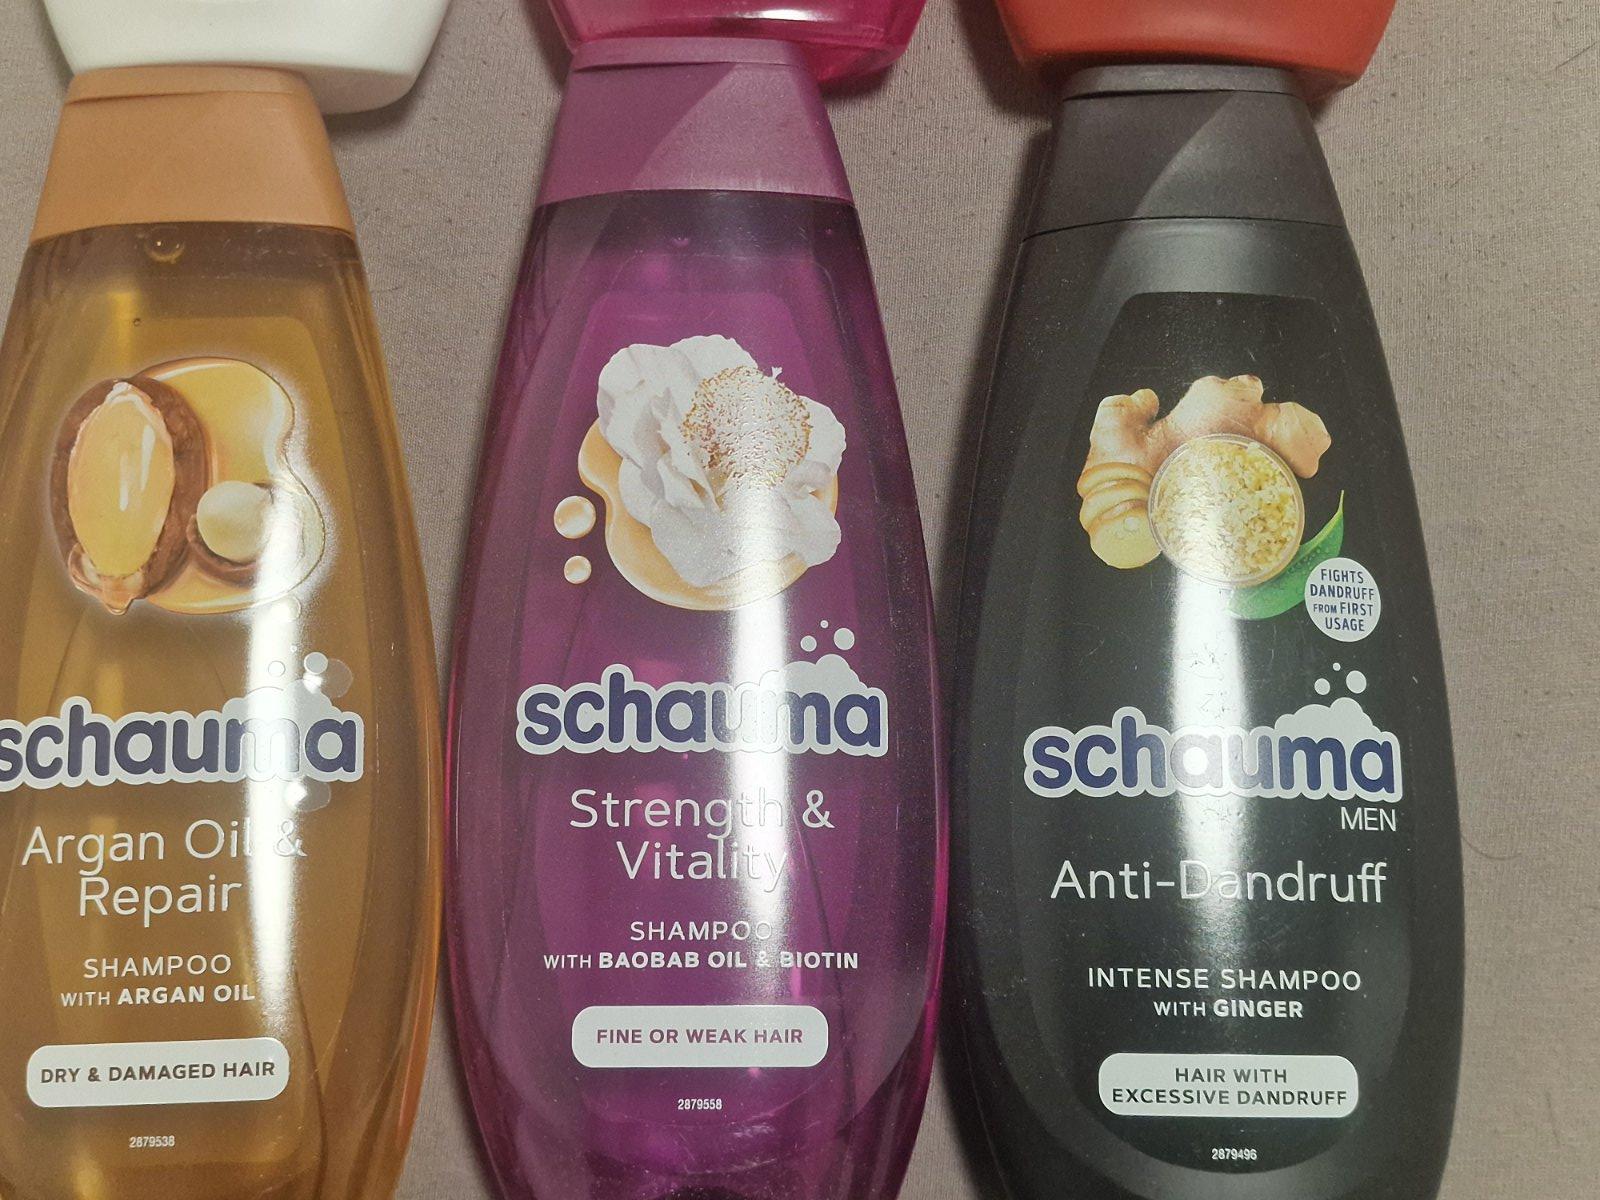 schauma
Argan Oil &
Repair
SHAMPOO
WITH ARGAN OIL
DRY & DAMAGED HAIR
2879538
schauma
Strength &
Vitality
SHAMPOO
WITH BAOBAB OIL & BIOTIN
FINE OR WEAK HAIR
2879558
FIGHTS
DANDRUFF
FROM FIRST
USAGE
schauma
MEN
Anti-Dandruff
INTENSE SHAMPOO
WITH GINGER
HAIR WITH
EXCESSIVE DANDRUFF
2879496